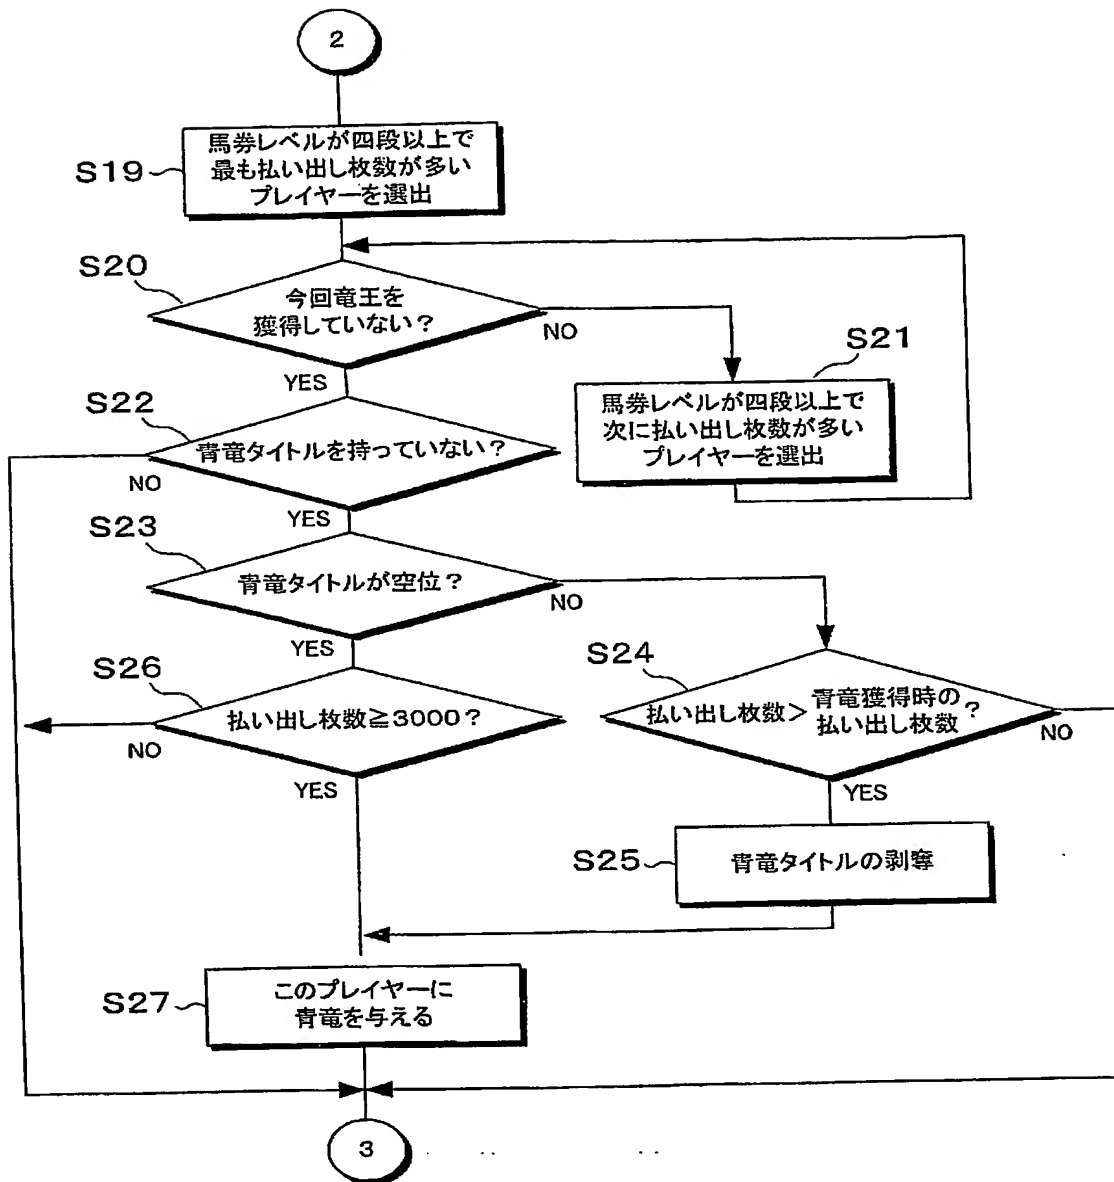 2
S19
馬券レベルが四段以上で
最も払い出し枚数が多い
プレイヤーを選出
S20
今回竜王を
獲得していない？
NO
YES
S21
馬券レベルが四段以上で
次に払い出し枚数が多い
プレイヤーを選出
S22
青竜タイトルを持っていない？
NO
YES
S23
青竜タイトルが空位？
NO
YES
S24
払い出し枚数＞
青竜獲得時の
払い出し枚数
？
NO
YES
S26
払い出し枚数≧3000？
NO
YES
S25
青竜タイトルの剥奪
S27
このプレイヤーに
青竜を与える
3